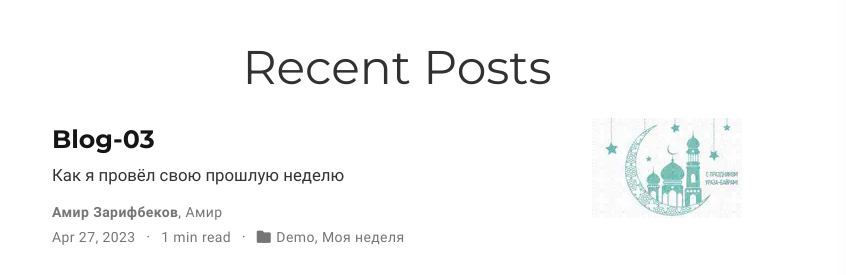 Recent Posts
Blog-03
Как я провёл свою прошлую неделю
Амир Зарифбеков, Амир
Apr 27, 2023 · 1 min read · Demo, Моя неделя
С ПРАЗДНИКОМ
УРАЗА-БАЙРАМ!